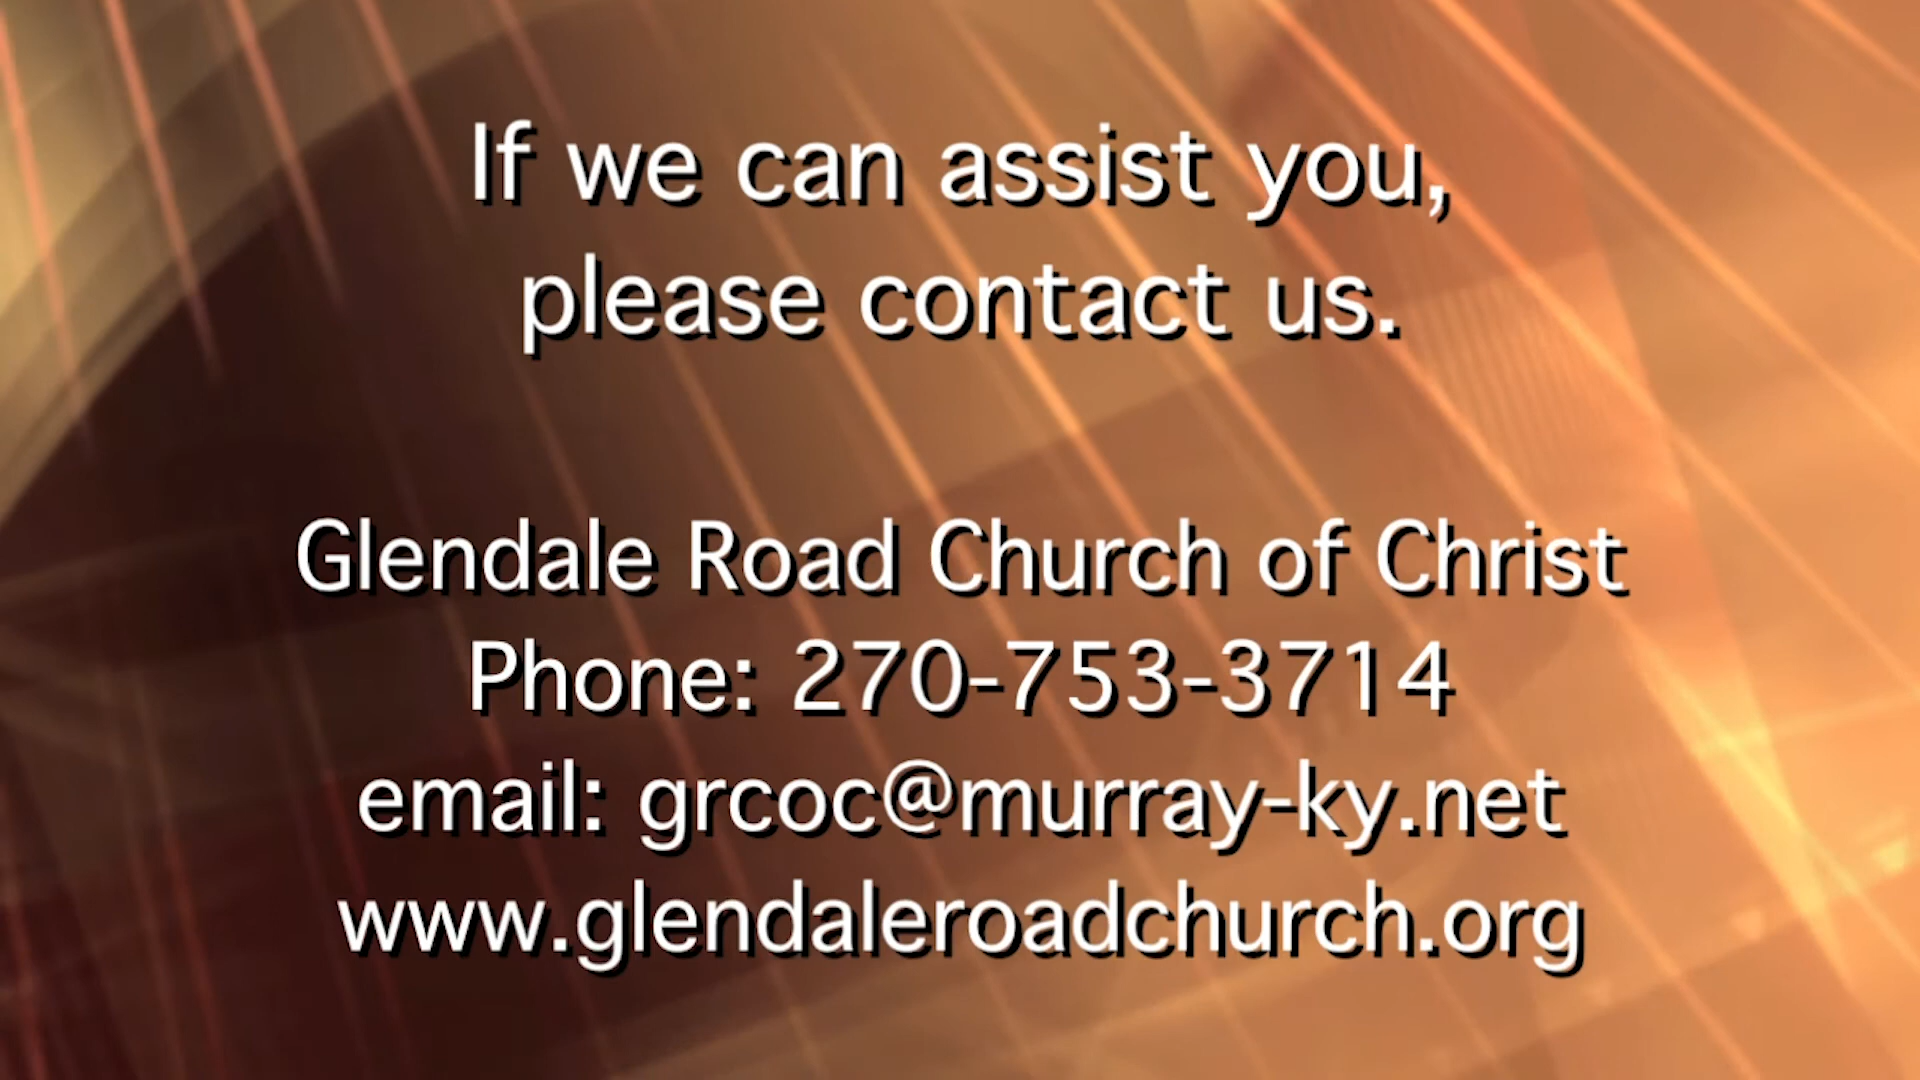 If we can assist you,
please contact us.
Glendale Road Church of Christ
Phone: 270-753-3714
email: grcoc@murray-ky.net
www.glendaleroadchurch.org